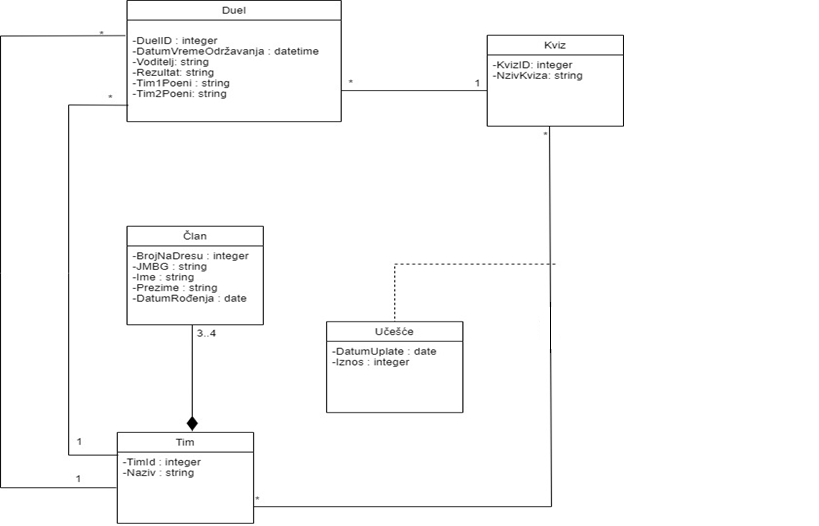 Duel
-DuelID : integer
-DatumVremeOdržavanja : datetime
-Voditelj: string
-Rezultat: string
-Tim1Poeni : string
-Tim2Poeni: string
*
*
*
1
Kviz
-KvizID: integer
-NzivKviza: string
*
Član
-BrojNaDresu : integer
-JMBG : string
-Ime : string
-Prezime : string
-DatumRođenja : date
3..4
Učešće
-DatumUplate : date
-Iznos : integer
1
1
Tim
-TimId : integer
-Naziv : string
*